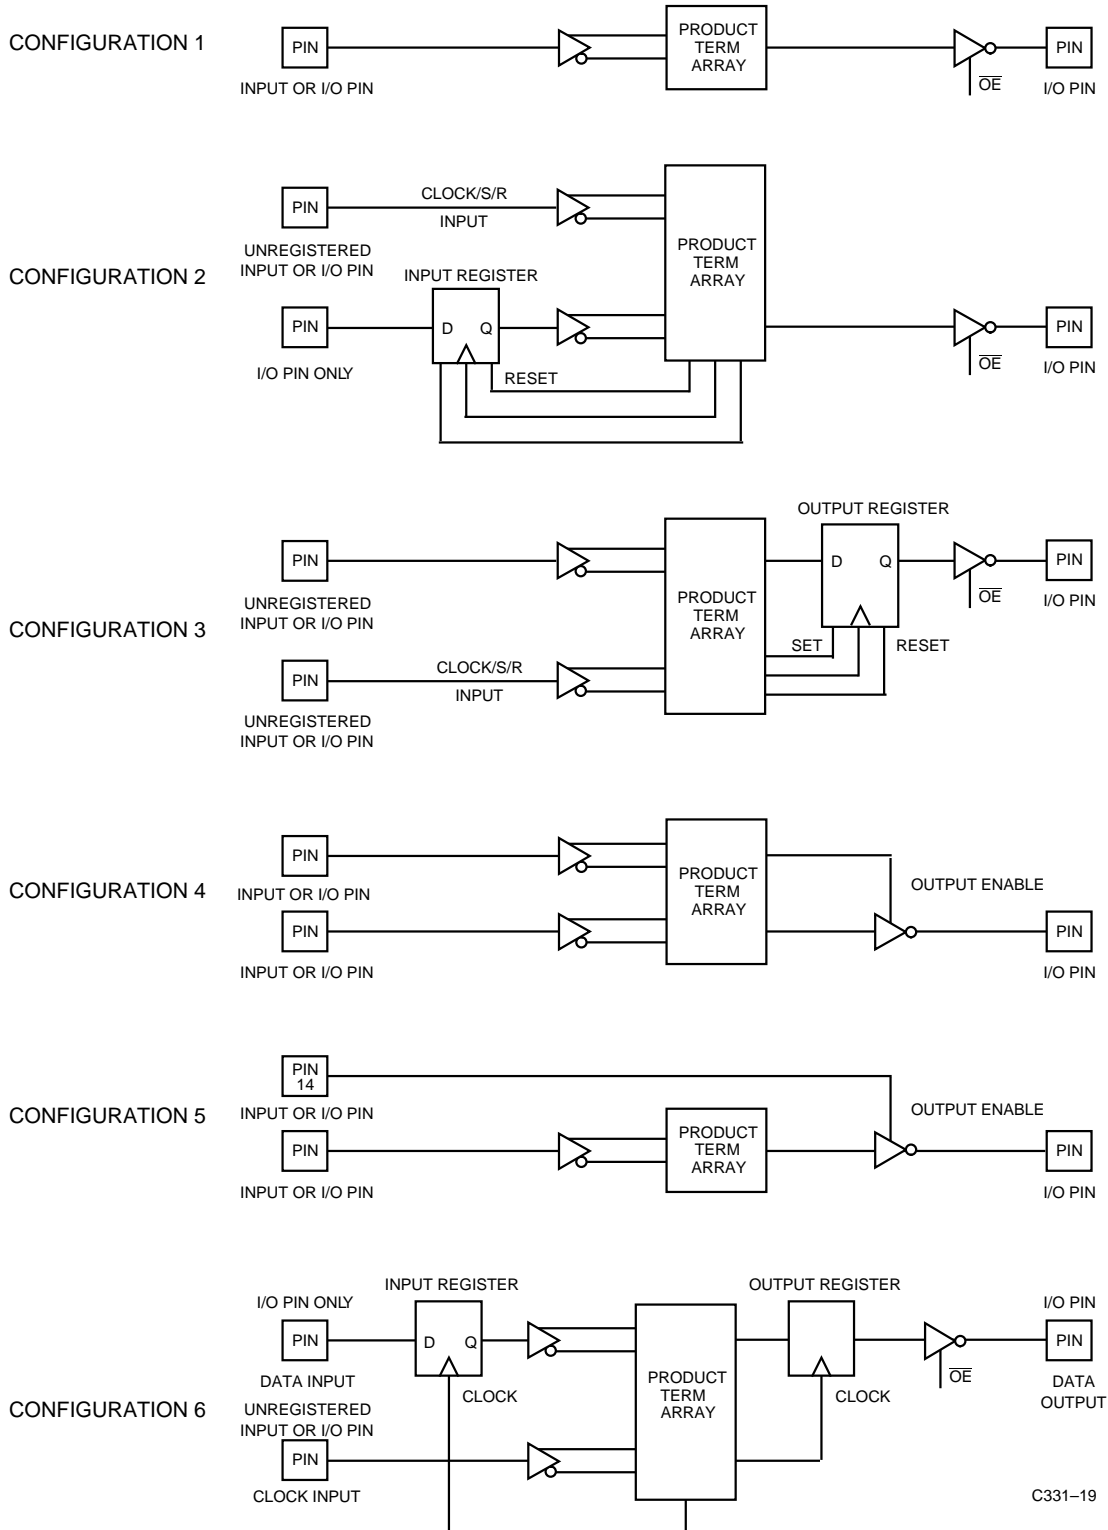 CONFIGURATION 1
PIN
INPUT OR I/O PIN
PRODUCT
TERM
ARRAY
OE
PIN
I/O PIN
CONFIGURATION 2
PIN
CLOCK/S/R
INPUT
UNREGISTERED
INPUT OR I/O PIN
INPUT REGISTER
PIN
D Q
I/O PIN ONLY
RESET
PRODUCT
TERM
ARRAY
OE
PIN
I/O PIN
CONFIGURATION 3
PIN
UNREGISTERED
INPUT OR I/O PIN
PIN
CLOCK/S/R
INPUT
UNREGISTERED
INPUT OR I/O PIN
PRODUCT
TERM
ARRAY
OUTPUT REGISTER
D Q
SET
RESET
OE
PIN
I/O PIN
CONFIGURATION 4
PIN
INPUT OR I/O PIN
PIN
INPUT OR I/O PIN
PRODUCT
TERM
ARRAY
OUTPUT ENABLE
PIN
I/O PIN
CONFIGURATION 5
PIN
14
INPUT OR I/O PIN
PIN
INPUT OR I/O PIN
PRODUCT
TERM
ARRAY
OUTPUT ENABLE
PIN
I/O PIN
CONFIGURATION 6
I/O PIN ONLY
PIN
DATA INPUT
UNREGISTERED
INPUT OR I/O PIN
PIN
CLOCK INPUT
INPUT REGISTER
D Q
CLOCK
PRODUCT
TERM
ARRAY
OUTPUT REGISTER
CLOCK
OE
I/O PIN
PIN
DATA
OUTPUT
C331–19